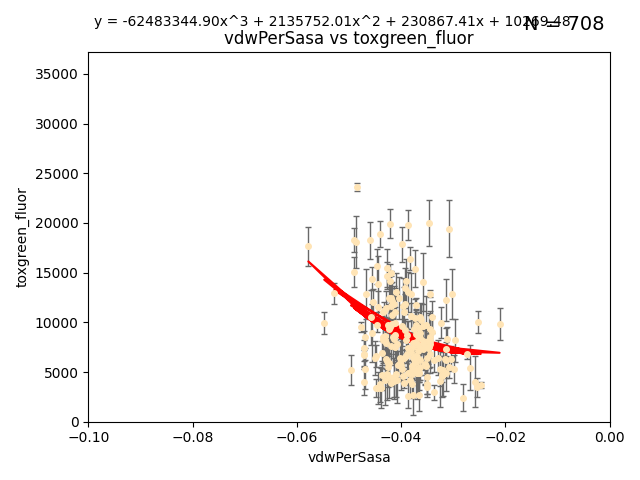 y = -62483344.90x^3 + 2135752.01x^2 + 230867.41x + 10269.48
N = 708
vdwPerSasa vs toxgreen_fluor
35000
30000
25000
20000
15000
10000
5000
0
toxgreen_fluor
−0.10 −0.08 −0.06 −0.04 −0.02 0.00
vdwPerSasa